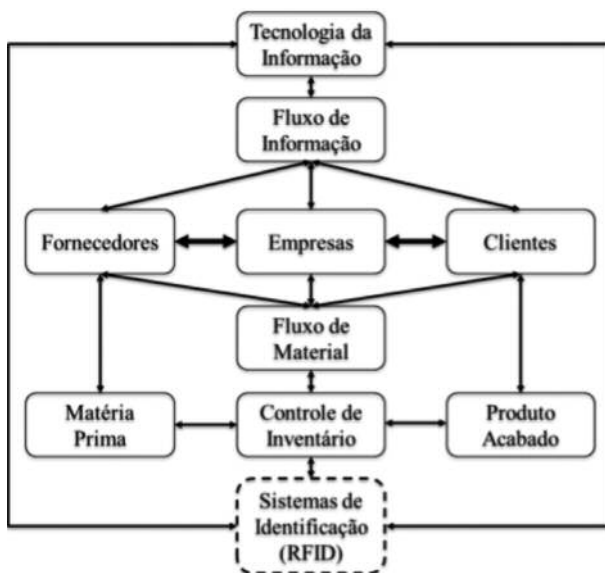 Tecnologia da
Informação
Fluxo de
Informação
Fornecedores
Empresas
Clientes
Fluxo de
Material
Matéria
Prima
Controle de
Inventário
Produto
Acabado
Sistemas de
Identificação
(RFID)